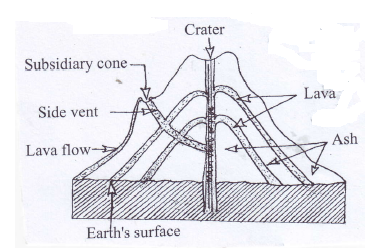 Crater
Subsidiary cone
Side vent
Lava
Lava flow
Ash
Earth's surface